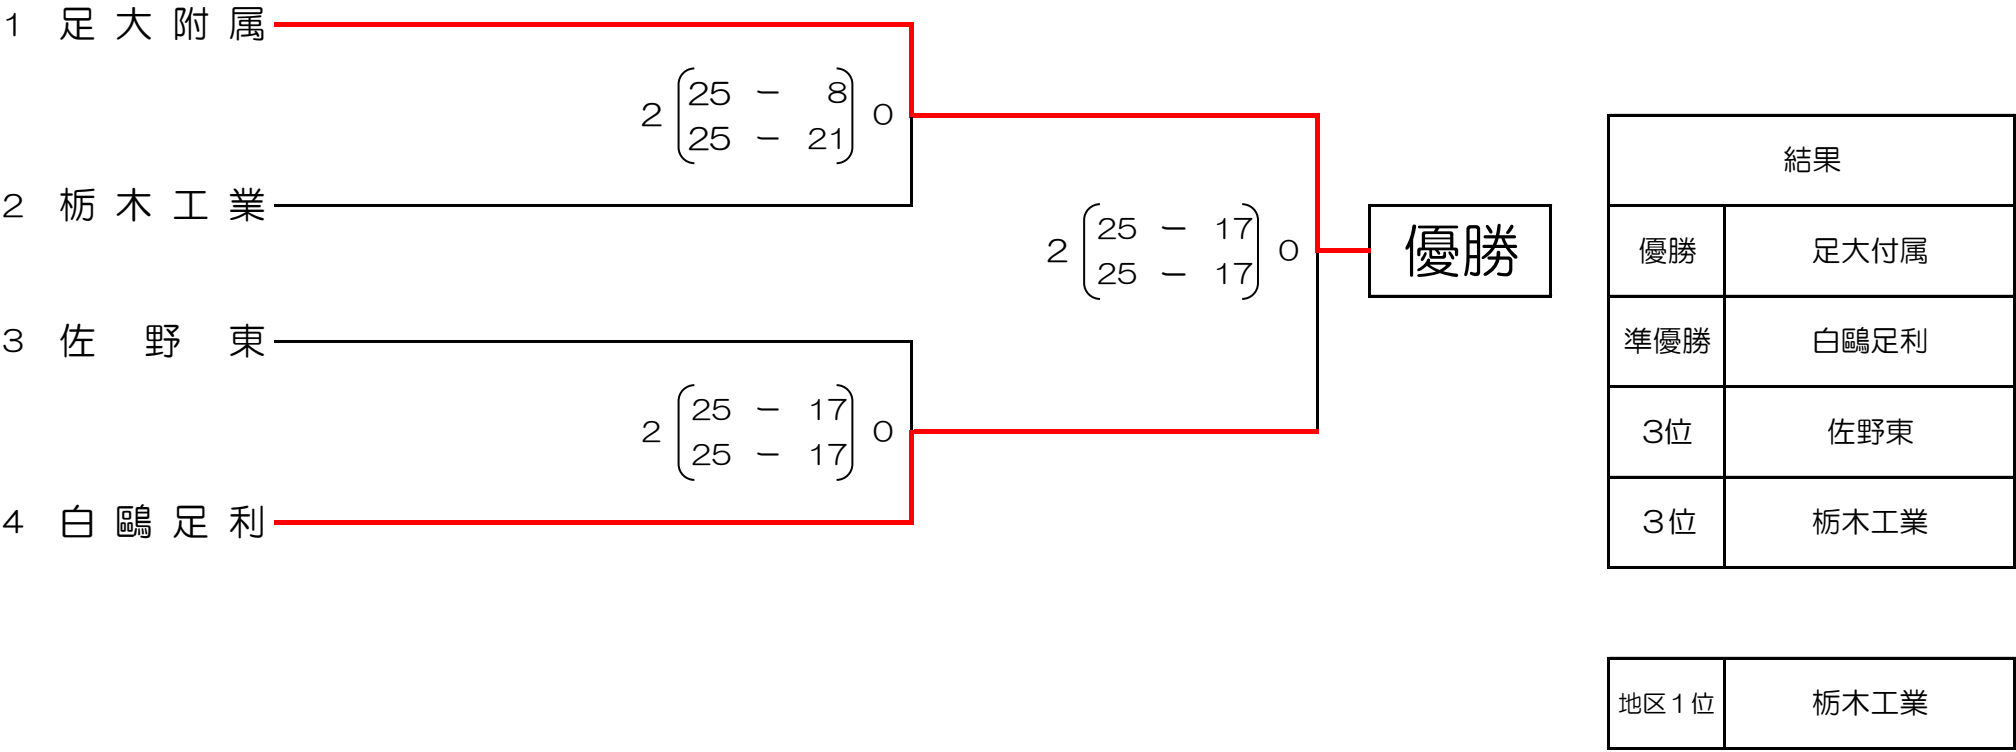 1 足大附属
2 25 － 8 0
25 － 21
2 栃木工業
2 25 － 17 0
25 － 17
優勝
3 佐野東
2 25 － 17 0
25 － 17
4 白鷗足利
結果
優勝 足大付属
準優勝 白鷗足利
3位 佐野東
３位 栃木工業
地区１位 栃木工業